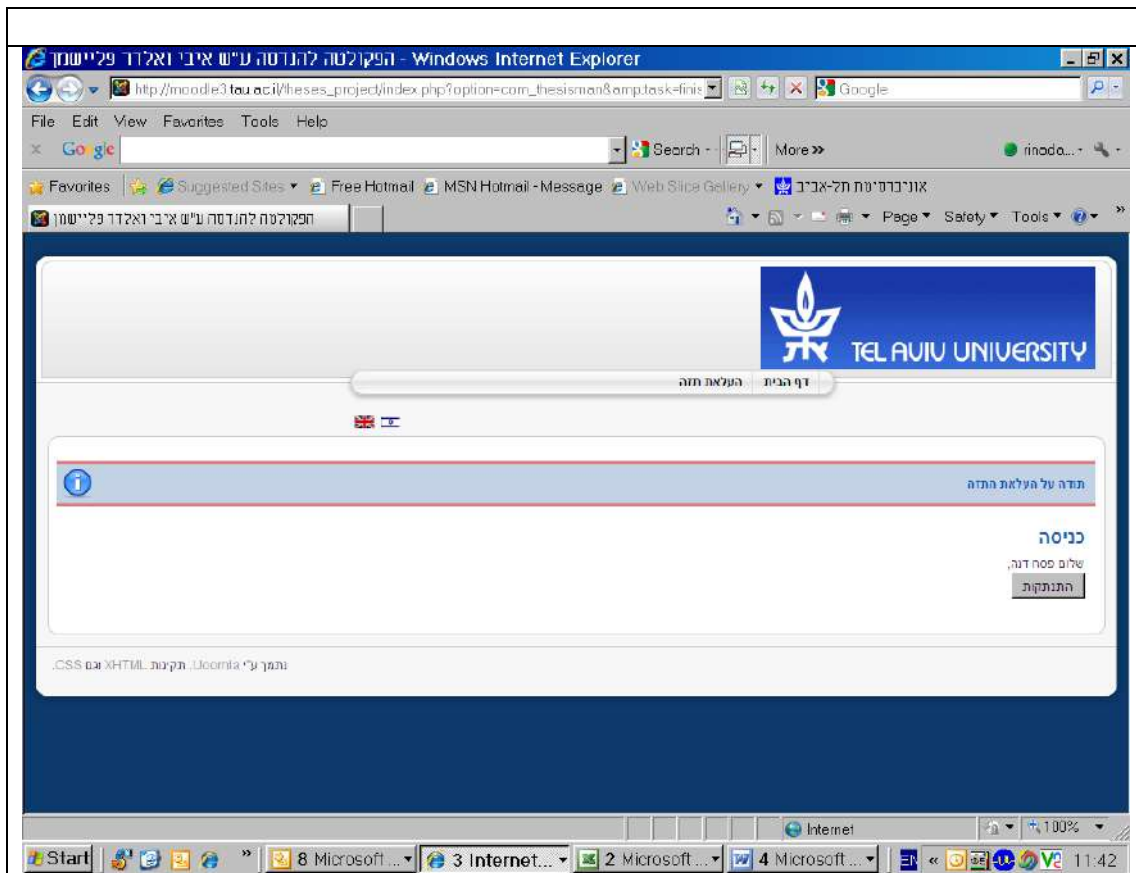 הפקולטה להנדסה ע"ש איבי ואלדר פליישמן - Windows Internet Explorer
http://moodle3.tau.ac.il/theses_project/index.php?option=com_thesisman&amp;task=finis
Google
File Edit View Favorites Tools Help
Google
Search
More »
rinada...
Favorites
Suggested Sites
Free Hotmail
MSN Hotmail - Message
Web Slice Gallery
אוניברסיטת תל-אביב
הפקולטה להנדסה ע"ש איבי ואלדר פליישמן
Page Safety Tools »
את TEL AVIV UNIVERSITY
דף הבית העלאת תזה
תודה על העלאת התזה
כניסה
שלום פסח דנה,
התנתקות
נתמך ע"י Joomla!. תקינות XHTML וגם CSS.
Internet
100%
Start » 8 Microsoft ... 3 Internet... 2 Microsoft ... 4 Microsoft ... EN « 11:42